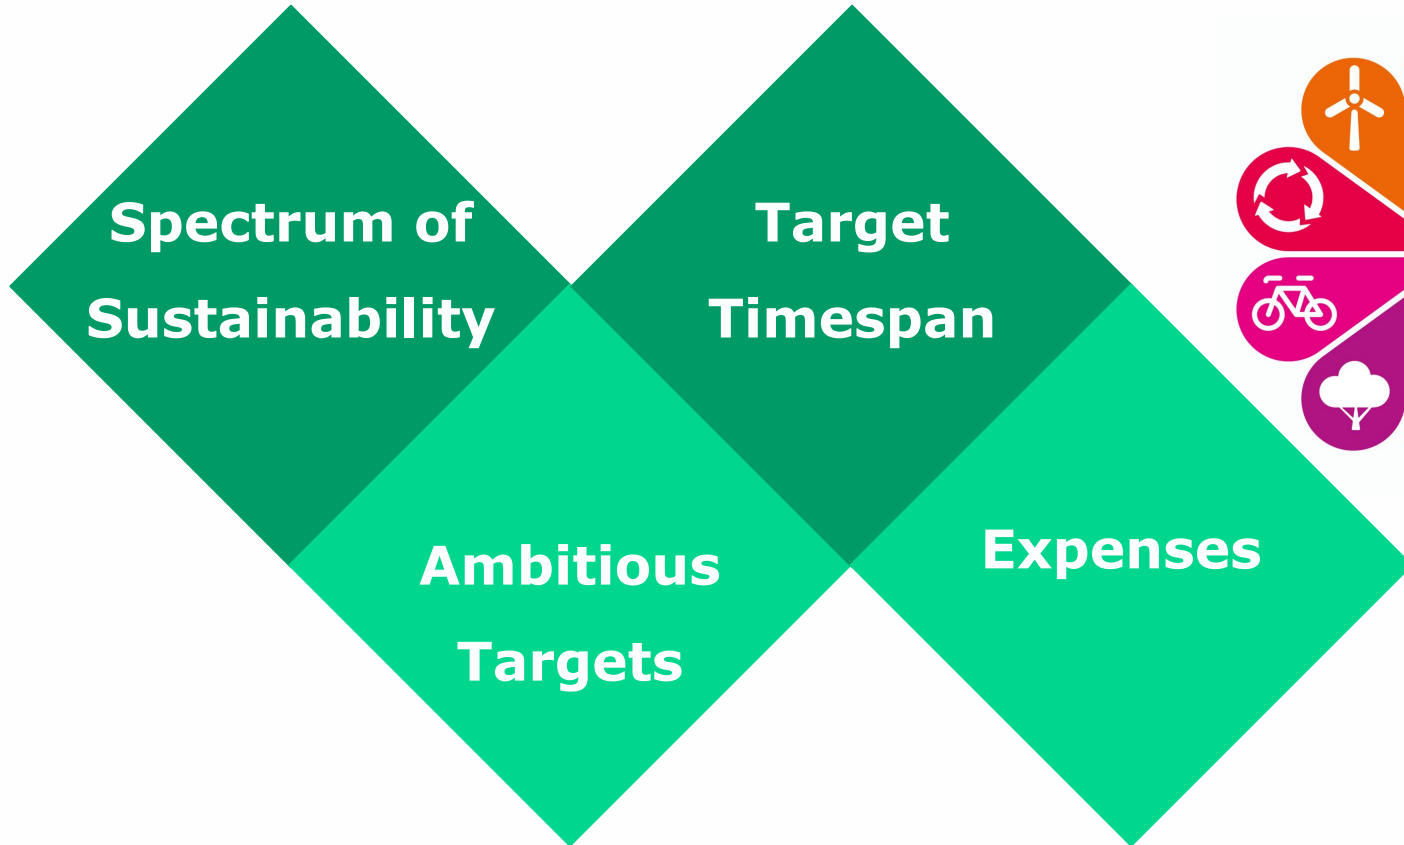 Spectrum of
Sustainability
Target
Timespan
Ambitious
Targets
Expenses